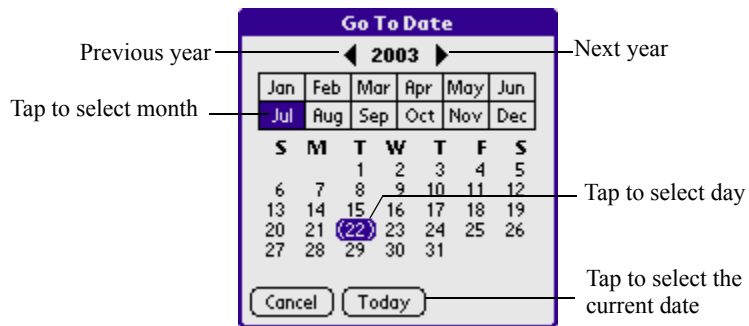 Go To Date
Previous year
2003
Next year
Jan Feb Mar Apr May Jun
Tap to select month
Jul Aug Sep Oct Nov Dec
S M T W T F S
1 2 3 4 5
6 7 8 9 10 11 12
Tap to select day
13 14 15 16 17 18 19
20 21 (22) 23 24 25 26
27 28 29 30 31
Tap to select the
current date
Cancel Today